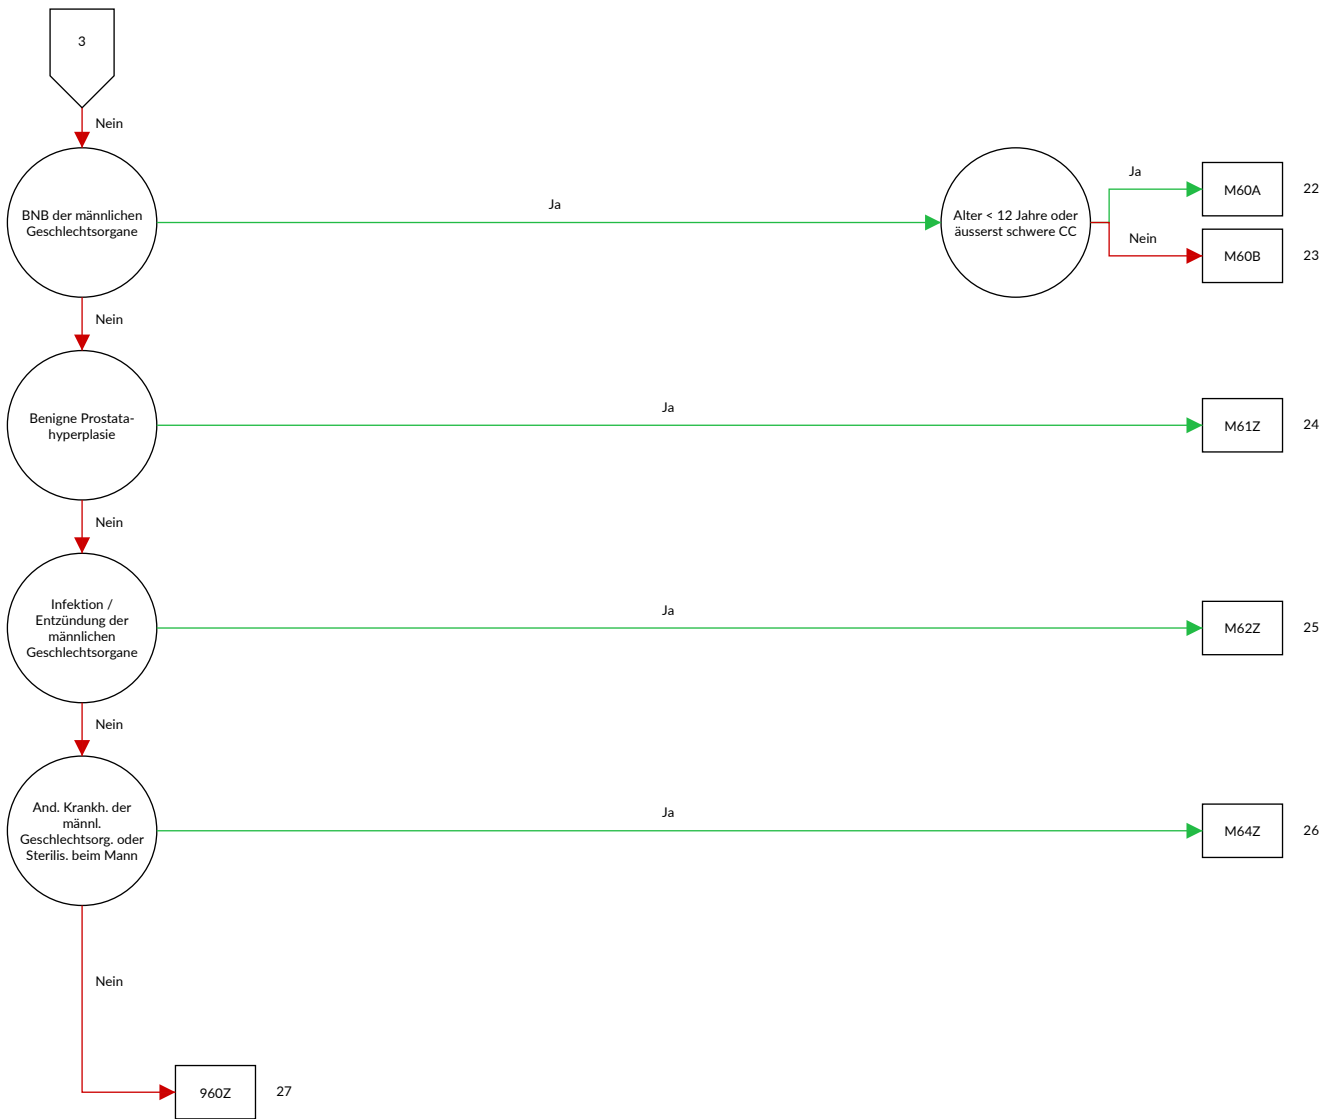 3
Nein
BNB der männlichen
Geschlechtsorgane
Ja
Alter < 12 Jahre oder
äusserst schwere CC
Ja
M60A
22
Nein
M60B
23
Nein
Benigne Prostata-
hyperplasie
Ja
M61Z
24
Nein
Infektion /
Entzündung der
männlichen
Geschlechtsorgane
Ja
M62Z
25
Nein
And. Krankh. der
männl.
Geschlechtsorg. oder
Sterilis. beim Mann
Ja
M64Z
26
Nein
960Z
27